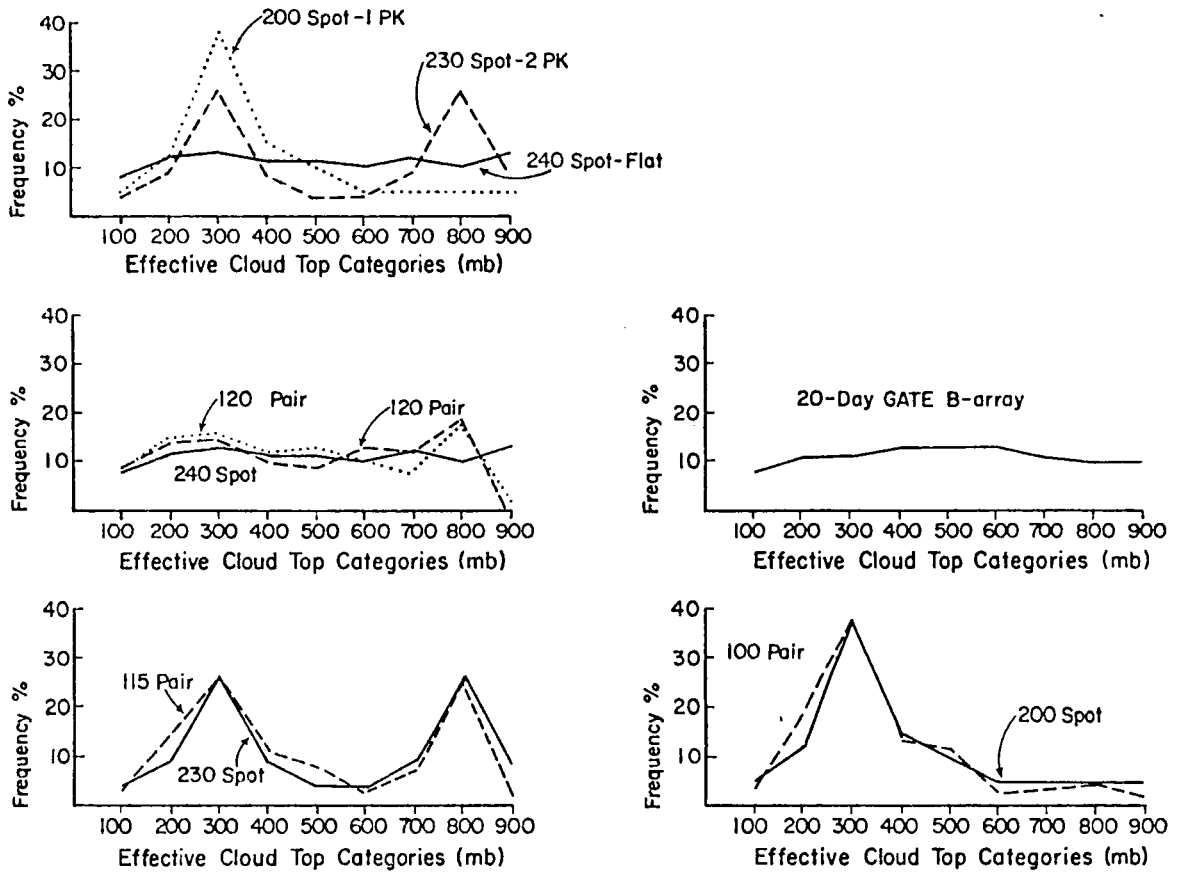 200 Spot-1 PK
230 Spot-2 PK
240 Spot-Flat
40
30
20
10
Frequency %
100 200 300 400 500 600 700 800 900
Effective Cloud Top Categories (mb)
120 Pair
120 Pair
240 Spot
40
30
20
10
Frequency %
100 200 300 400 500 600 700 800 900
Effective Cloud Top Categories (mb)
20-Day GATE B-array
40
30
20
10
Frequency %
100 200 300 400 500 600 700 800 900
Effective Cloud Top Categories (mb)
115 Pair
230 Spot
40
30
20
10
Frequency %
100 200 300 400 500 600 700 800 900
Effective Cloud Top Categories (mb)
100 Pair
200 Spot
40
30
20
10
Frequency %
100 200 300 400 500 600 700 800 900
Effective Cloud Top Categories (mb)